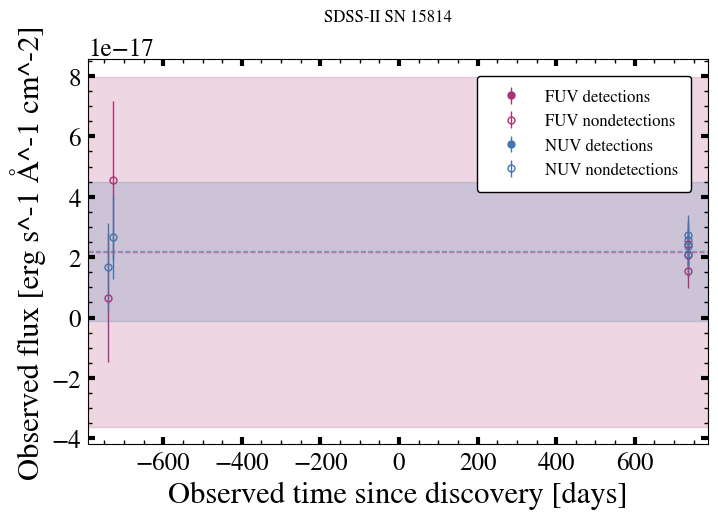 SDSS-II SN 15814
1e−17
Observed flux [erg s^-1 Å^-1 cm^-2]
8
6
4
2
0
−2
−4
FUV detections
FUV nondetections
NUV detections
NUV nondetections
−600 −400 −200 0 200 400 600
Observed time since discovery [days]